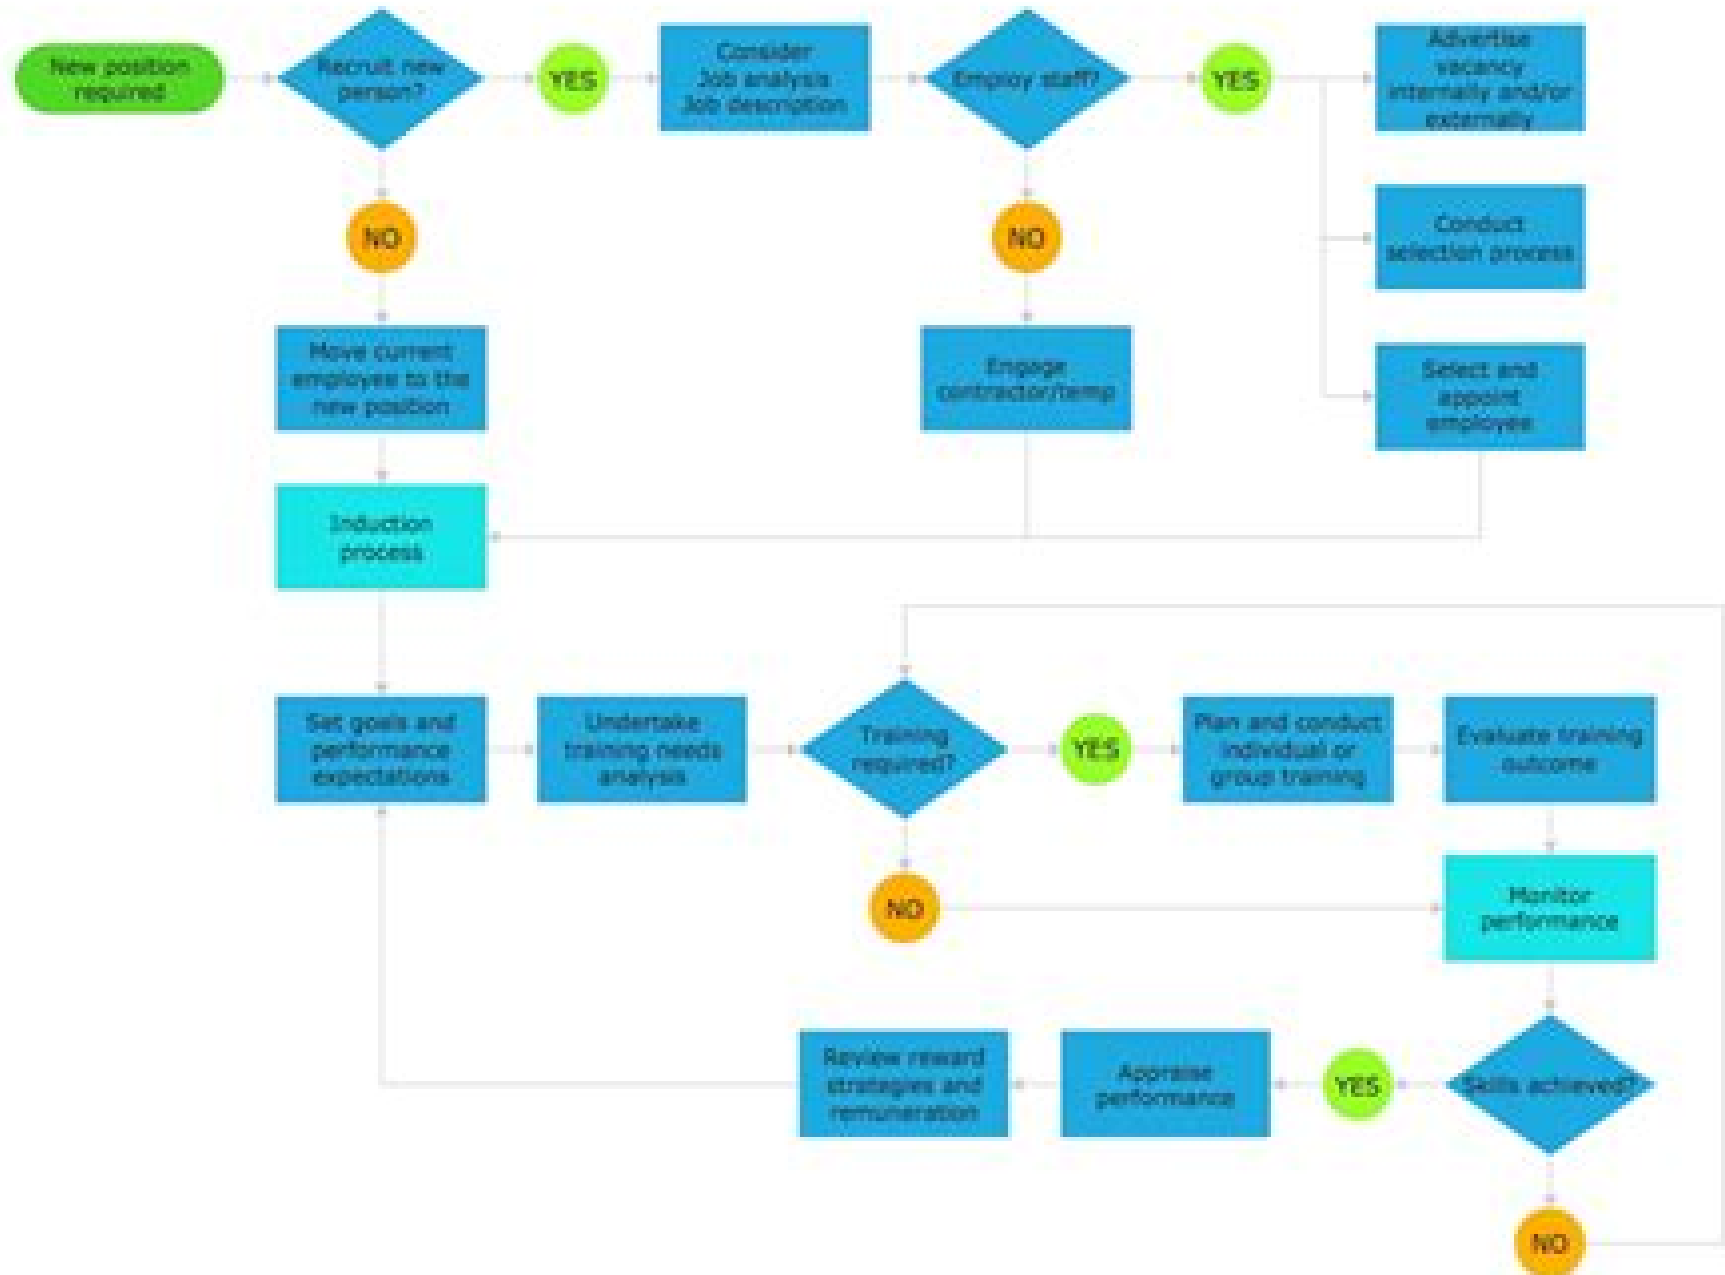 New position
required
Recruit new
person?
YES
Consider
Job analysis
Job description
Employ staff?
YES
Advertise
vacancy
internally and/or
externally
NO
NO
Conduct
selection process
Move current
employee to the
new position
Engage
contractor/temp
Select and
appoint
employee
Induction
process
Set goals and
performance
expectations
Undertake
training needs
analysis
Training
required?
YES
Plan and conduct
individual or
group training
Evaluate training
outcome
NO
Monitor
performance
Review reward
strategies and
remuneration
Appraise
performance
YES
Skills achieved?
NO